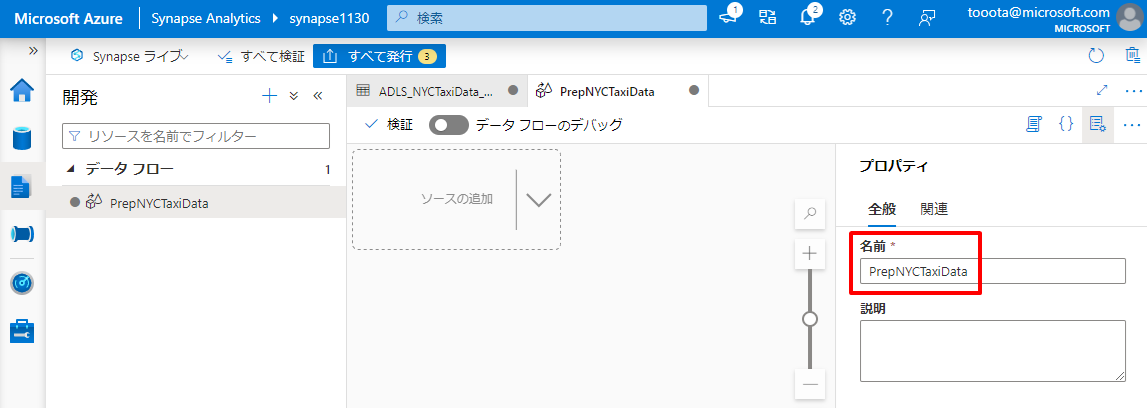 Microsoft Azure Synapse Analytics synapse1130 検索 1 2 tooota@microsoft.com
MICROSOFT
Synapse ライブ すべて検証 すべて発行 3
開発
リソースを名前でフィルター
データ フロー 1
PrepNYCTaxiData
ADLS_NYCTaxiData_... PrepNYCTaxiData
検証 データ フローのデバッグ
ソースの追加
プロパティ
全般 関連
名前 *
PrepNYCTaxiData
説明